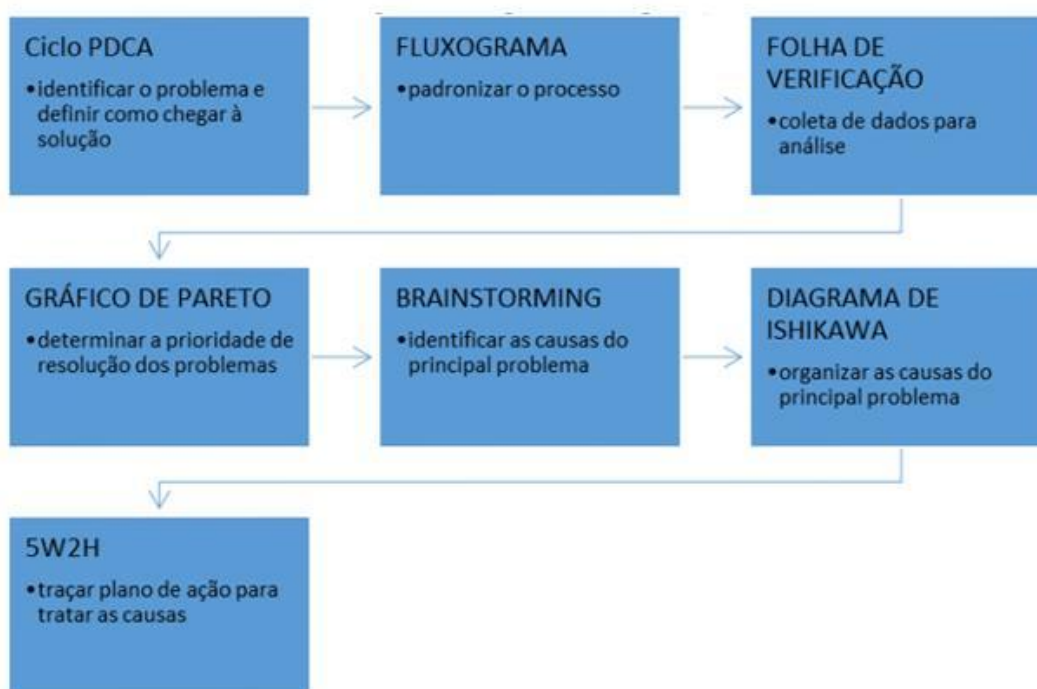 Ciclo PDCA
•identificar o problema e
definir como chegar à
solução
FLUXOGRAMA
•padronizar o processo
FOLHA DE
VERIFICAÇÃO
•coleta de dados para
análise
GRÁFICO DE PARETO
•determinar a prioridade de
resolução dos problemas
BRAINSTORMING
•identificar as causas do
principal problema
DIAGRAMA DE
ISHIKAWA
•organizar as causas do
principal problema
5W2H
•traçar plano de ação para
tratar as causas